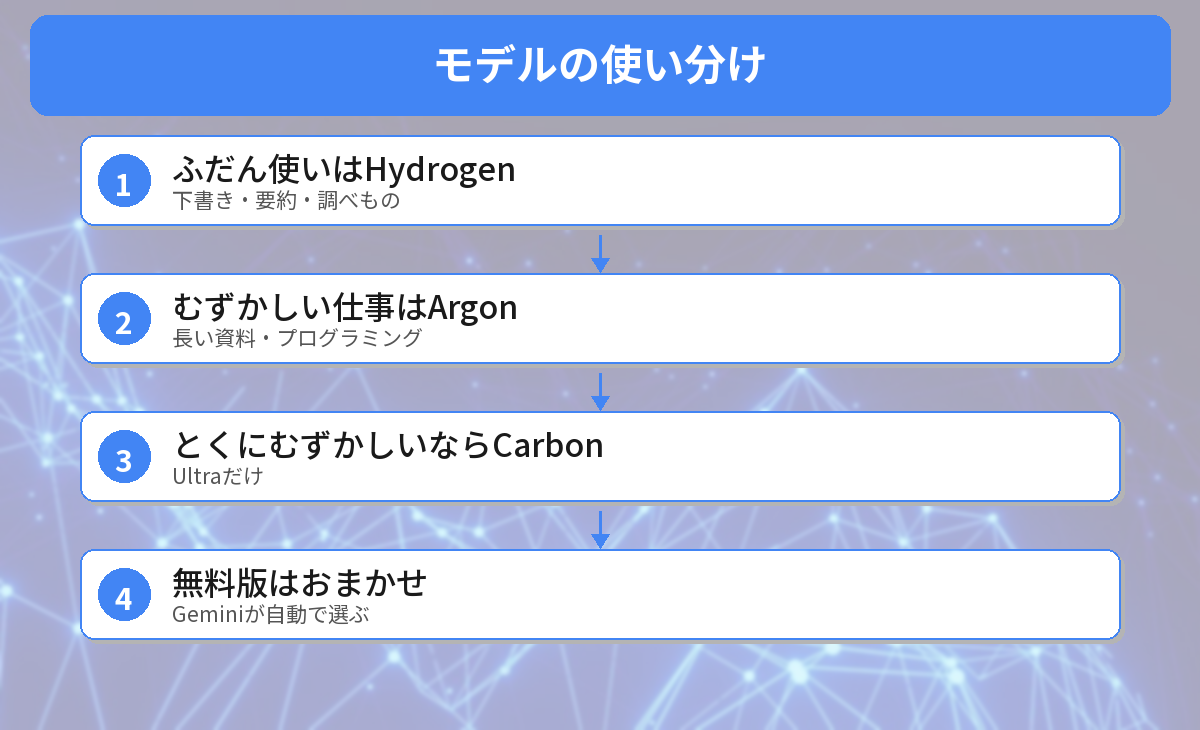 モデルの使い分け
1
ふだん使いはHydrogen
下書き・要約・調べもの
2
むずかしい仕事はArgon
長い資料・プログラミング
3
とくにむずかしいならCarbon
Ultraだけ
4
無料版はおまかせ
Geminiが自動で選ぶ